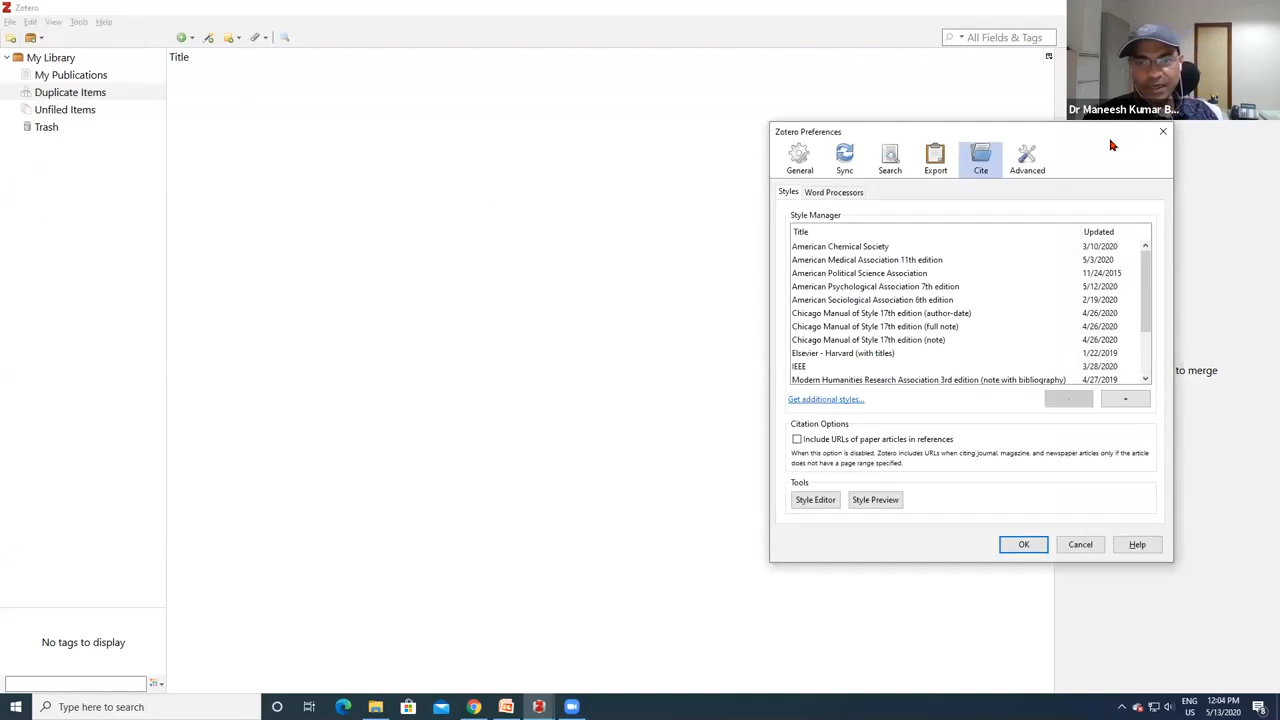 Zotero
File Edit View Tools Help
All Fields & Tags
My Library
Title
My Publications
Duplicate Items
Unfiled Items
Trash
Dr Maneesh Kumar B...
Zotero Preferences
General Sync Search Export Cite Advanced
Styles Word Processors
Style Manager
Title Updated
American Chemical Society 3/10/2020
American Medical Association 11th edition 5/3/2020
American Political Science Association 11/24/2015
American Psychological Association 7th edition 5/12/2020
American Sociological Association 6th edition 2/19/2020
Chicago Manual of Style 17th edition (author-date) 4/26/2020
Chicago Manual of Style 17th edition (full note) 4/26/2020
Chicago Manual of Style 17th edition (note) 4/26/2020
Elsevier - Harvard (with titles) 1/22/2019
IEEE 3/28/2020
Modern Humanities Research Association 3rd edition (note with bibliography) 4/27/2019
to merge
Get additional styles... - +
Citation Options
Include URLs of paper articles in references
When this option is disabled, Zotero includes URLs when citing journal, magazine, and newspaper articles only if the article
does not have a page range specified.
Tools
Style Editor Style Preview
OK Cancel Help
No tags to display
Type here to search
ENG 12:04 PM
US 5/13/2020
8